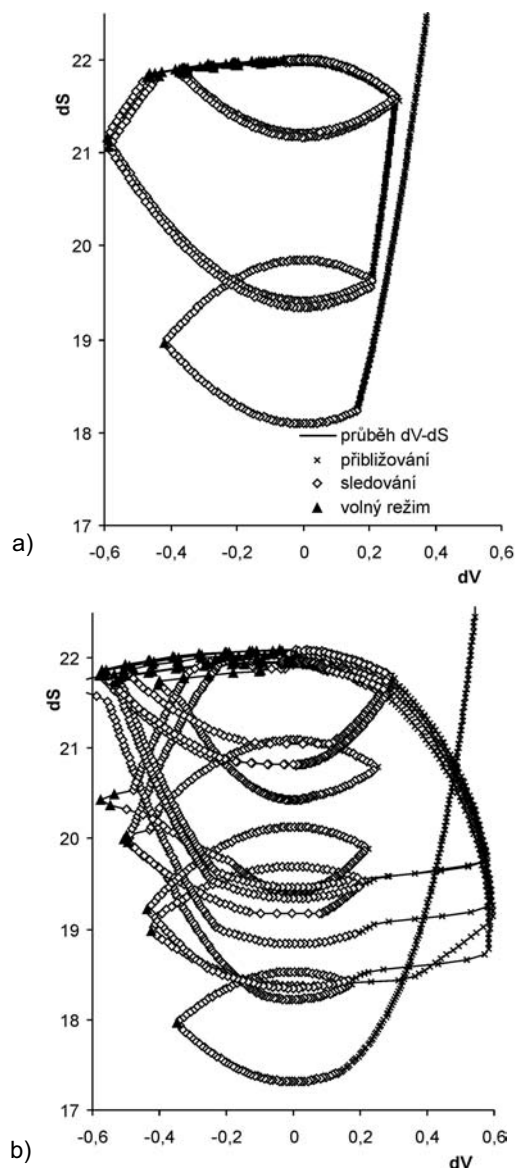 22
dS
21
20
19
18
17
-0,6
-0,4
-0,2
0
0,2
0,4
0,6
dV
průběh dV-dS
přibližování
sledování
volný režim
a)
22
dS
21
20
19
18
17
-0,6
-0,4
-0,2
0
0,2
0,4
0,6
dV
b)